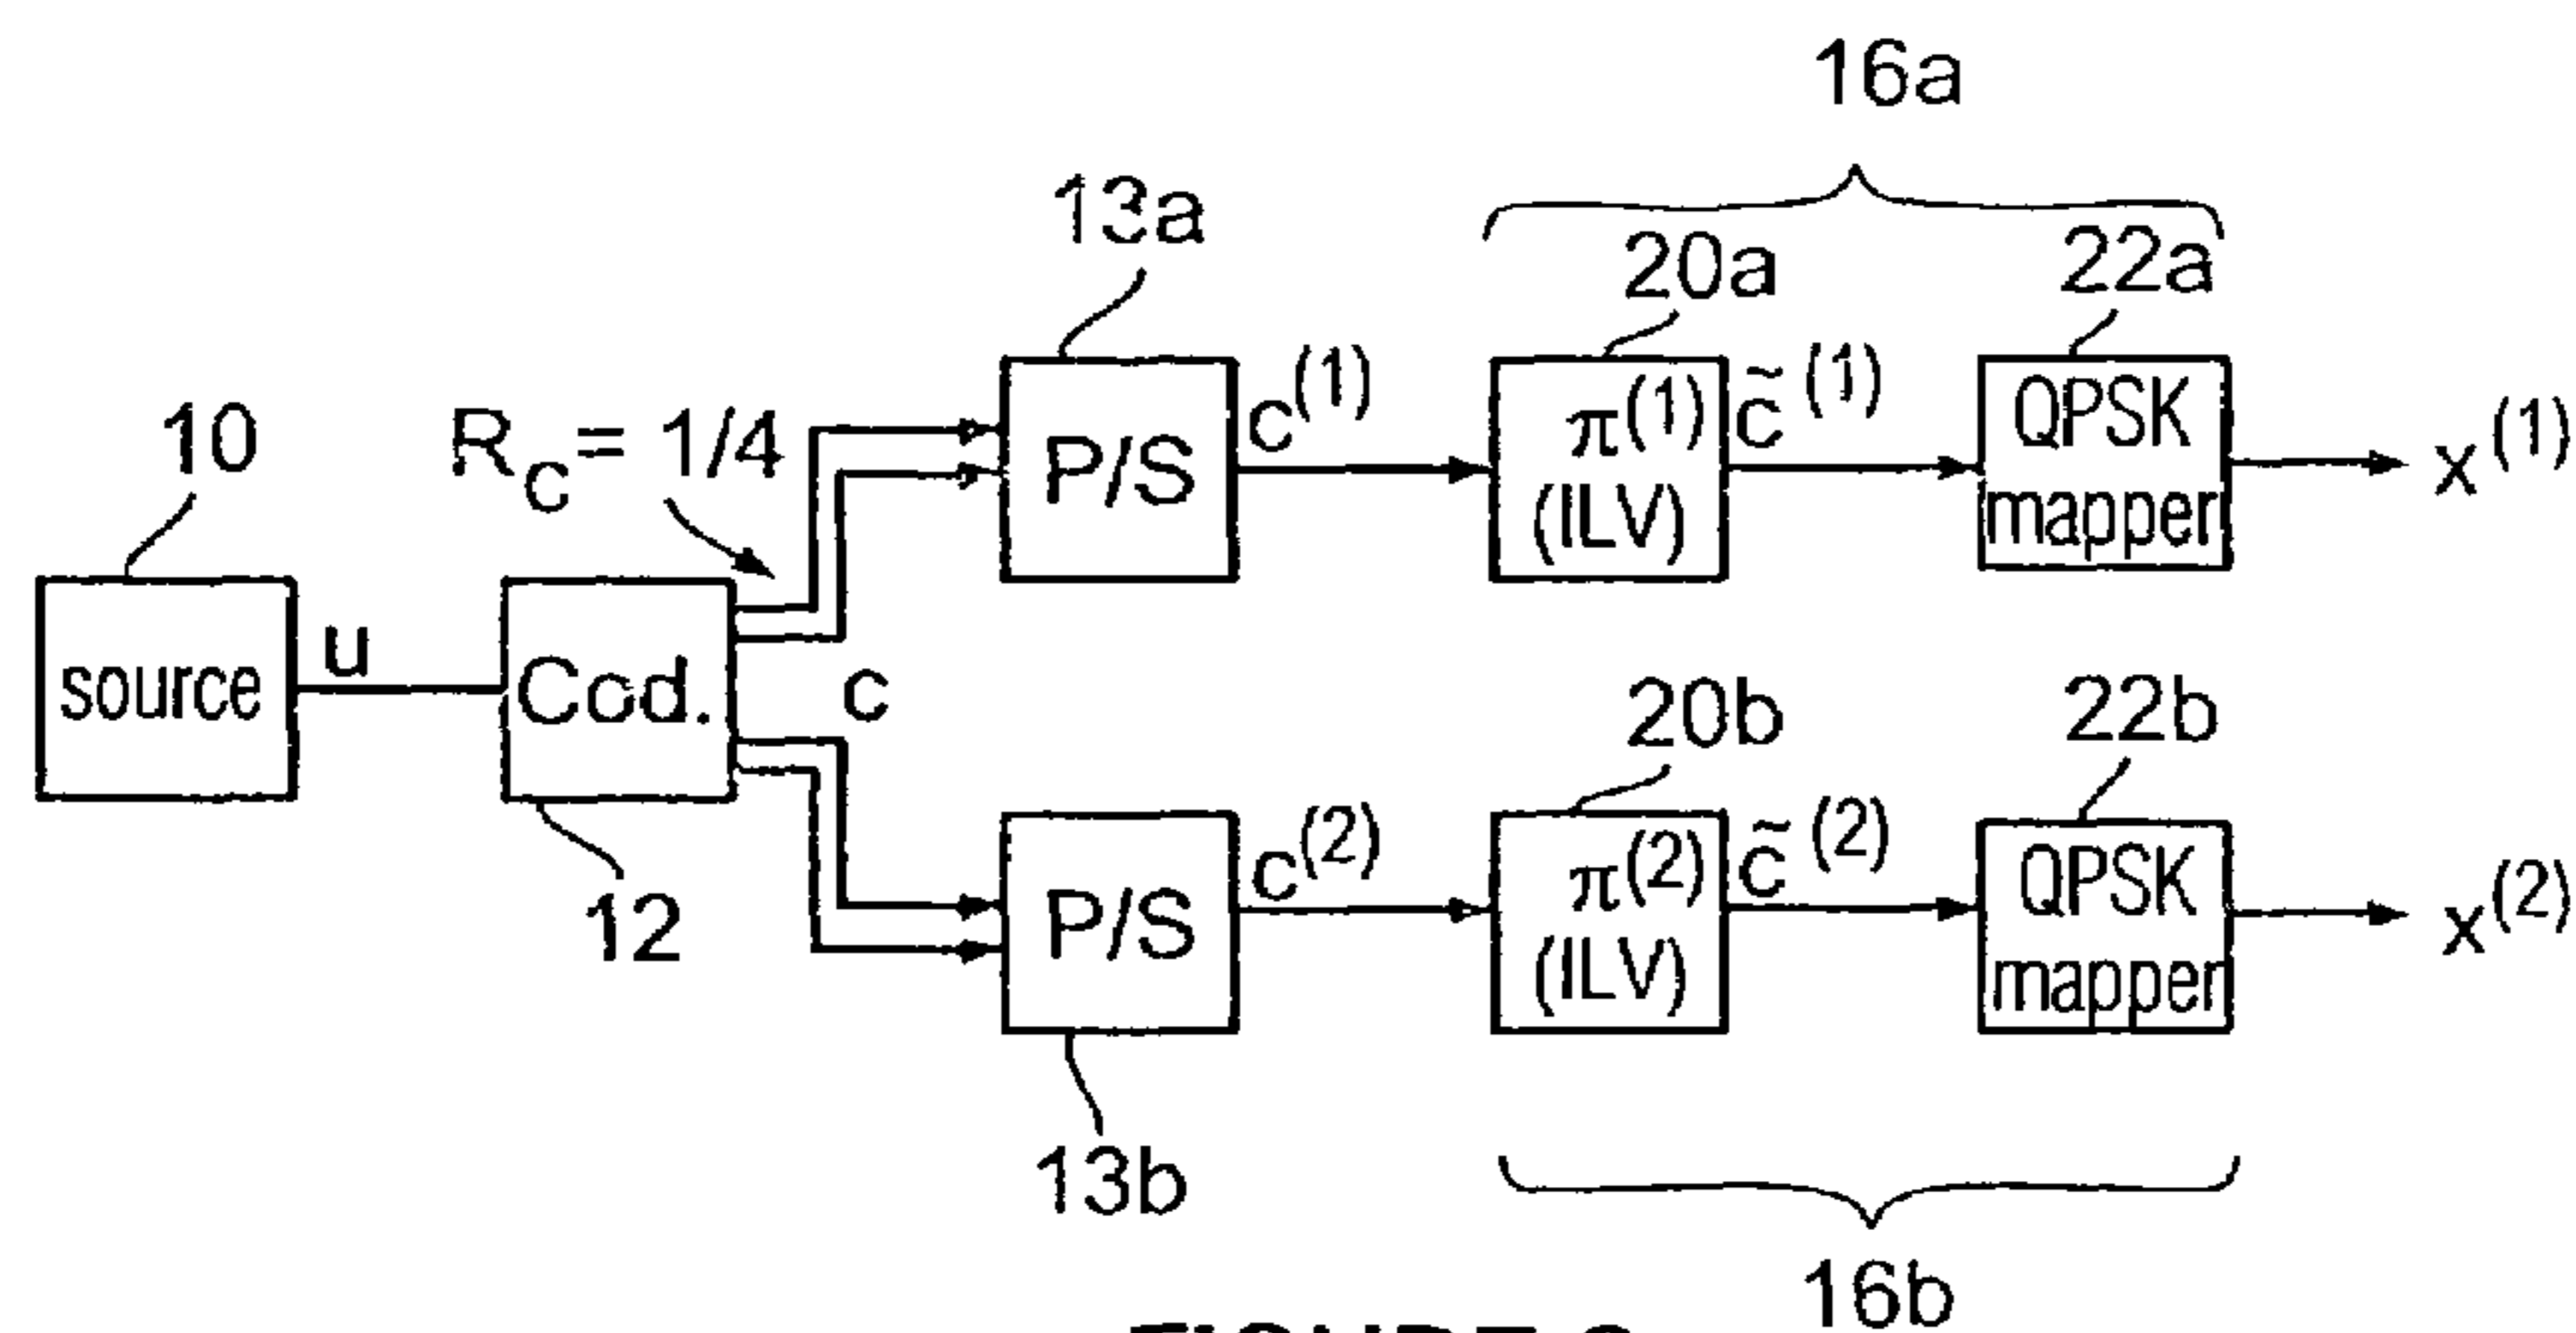 16a
13a
20a
22a
10
R_c = 1/4
P/S
c^(1)
π^(1)
(ILV)
c̃^(1)
QPSK
mapper
x^(1)
source
u
Cod.
c
12
20b
22b
P/S
c^(2)
π^(2)
(ILV)
c̃^(2)
QPSK
mapper
x^(2)
13b
16b